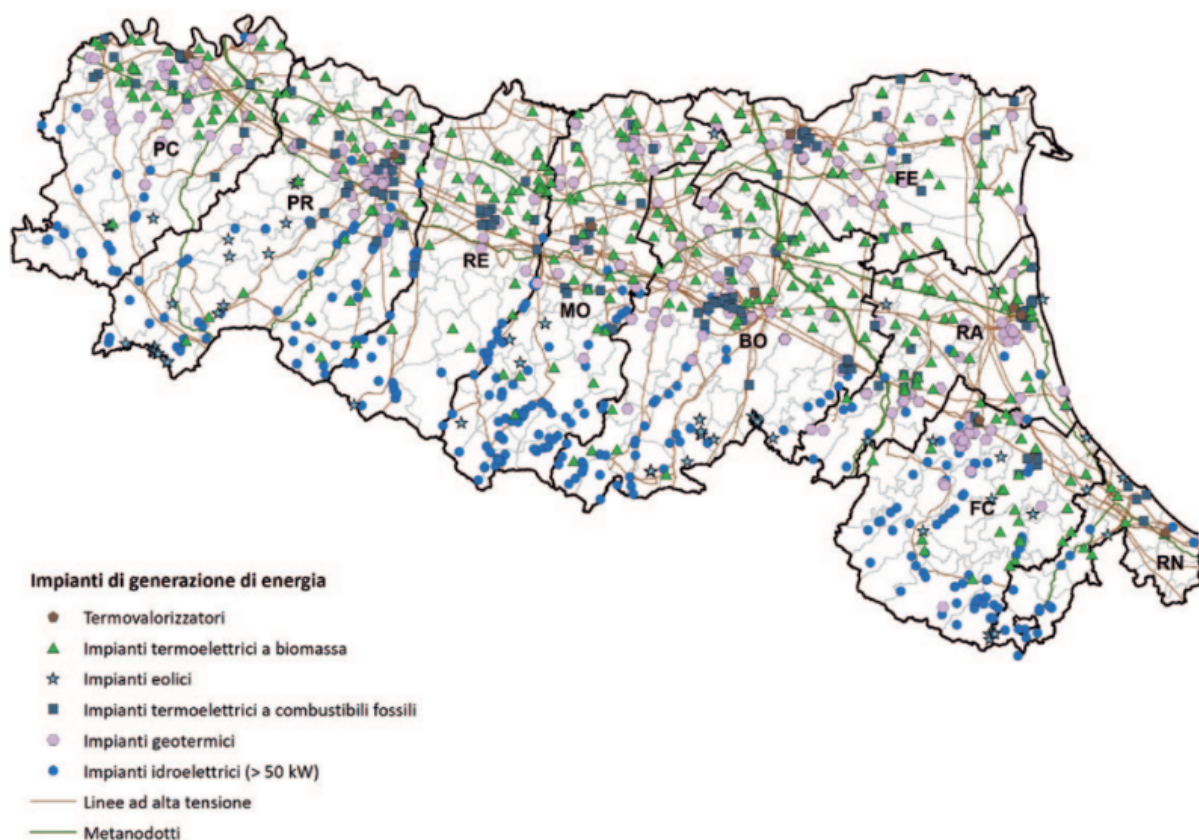 PC
PR
RE
MO
BO
FE
RA
FC
RN
Impianti di generazione di energia
Termovalorizzatori
Impianti termoelettrici a biomassa
Impianti eolici
Impianti termoelettrici a combustibili fossili
Impianti geotermici
Impianti idroelettrici (> 50 kW)
Linee ad alta tensione
Metanodotti